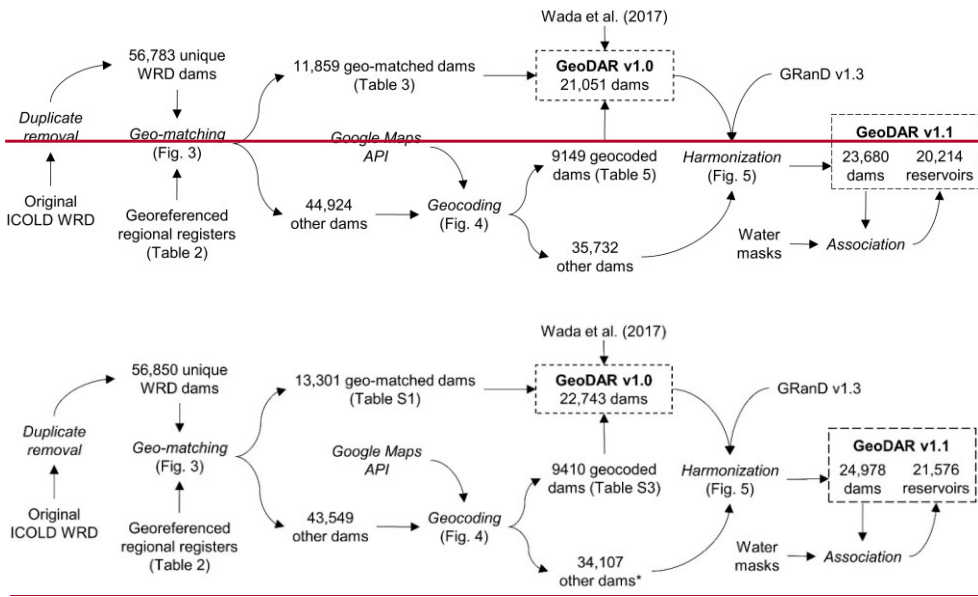 Wada et al. (2017)
56,783 unique
WRD dams
11,859 geo-matched dams
(Table 3)
GeoDAR v1.0
21,051 dams
GRanD v1.3
Duplicate
removal
Geo-matching
(Fig. 3)
Google Maps
API
9149 geocoded
dams (Table 5)
Harmonization
(Fig. 5)
GeoDAR v1.1
23,680
dams
20,214
reservoirs
Original
ICOLD WRD
Georeferenced
regional registers
(Table 2)
44,924
other dams
Geocoding
(Fig. 4)
35,732
other dams
Water
masks
Association
Wada et al. (2017)
56,850 unique
WRD dams
13,301 geo-matched dams
(Table S1)
GeoDAR v1.0
22,743 dams
GRanD v1.3
Duplicate
removal
Geo-matching
(Fig. 3)
Google Maps
API
9410 geocoded
dams (Table S3)
Harmonization
(Fig. 5)
GeoDAR v1.1
24,978
dams
21,576
reservoirs
Original
ICOLD WRD
Georeferenced
regional registers
(Table 2)
43,549
other dams
Geocoding
(Fig. 4)
34,107
other dams*
Water
masks
Association